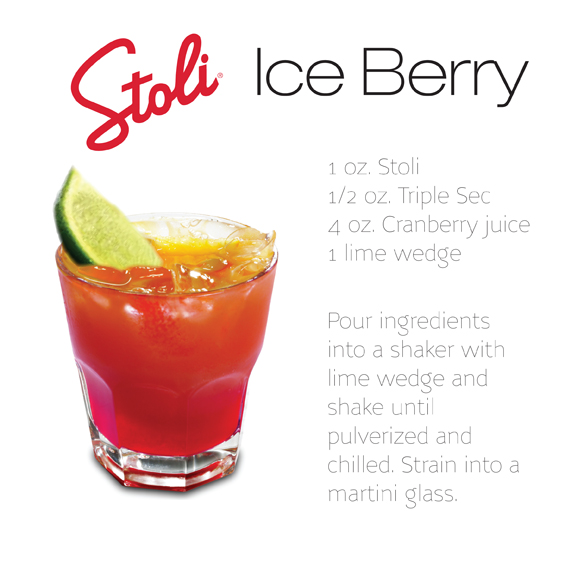 Stoli® Ice Berry
1 oz. Stoli
1/2 oz. Triple Sec
4 oz. Cranberry juice
1 lime wedge
Pour ingredients
into a shaker with
lime wedge and
shake until
pulverized and
chilled. Strain into a
martini glass.